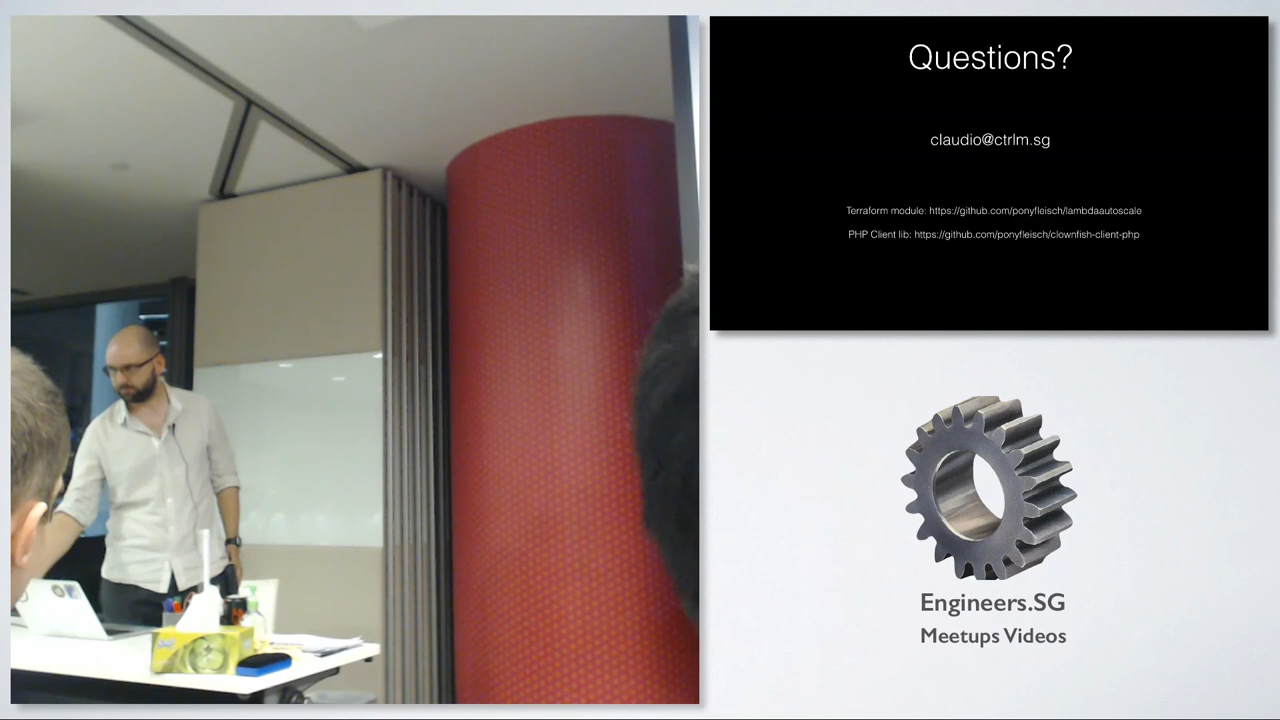 Questions?
claudio@ctrlm.sg
Terraform module: https://github.com/ponyfleisch/lambdaautoscale
PHP Client lib: https://github.com/ponyfleisch/clownfish-client-php
Engineers.SG
Meetups Videos